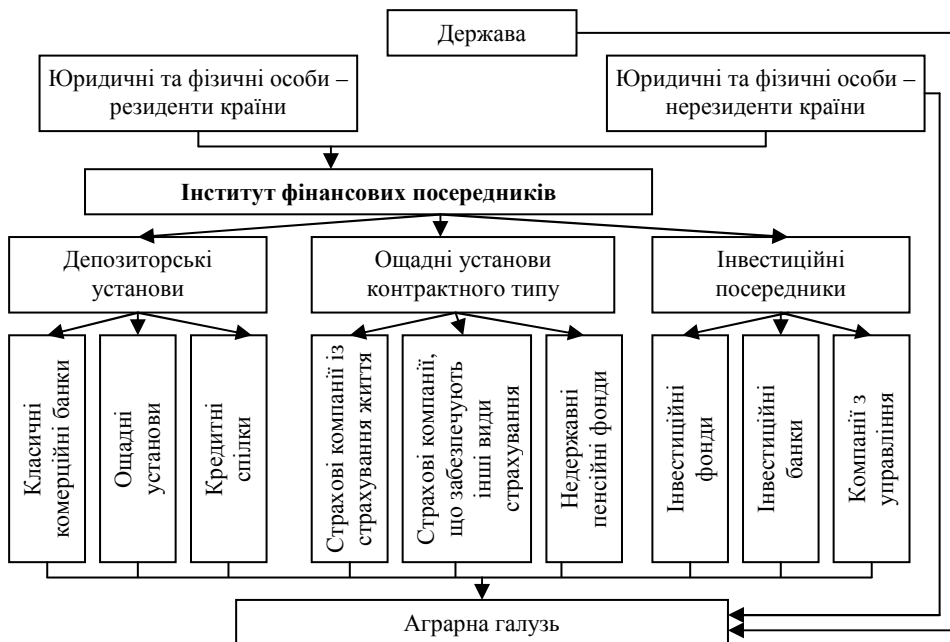 Держава
Юридичні та фізичні особи –
резиденти країни
Юридичні та фізичні особи –
нерезиденти країни
Інститут фінансових посередників
Депозиторські
установи
Ощадні установи
контрактного типу
Інвестиційні
посередники
Класичні
комерційні банки
Ощадні
установи
Кредитні
спілки
Страхові компанії із
страхування життя
Страхові компанії,
що забезпечують
інші види
страхування
Недержавні
пенсійні фонди
Інвестиційні
фонди
Інвестиційні
банки
Компанії з
управління
Аграрна галузь